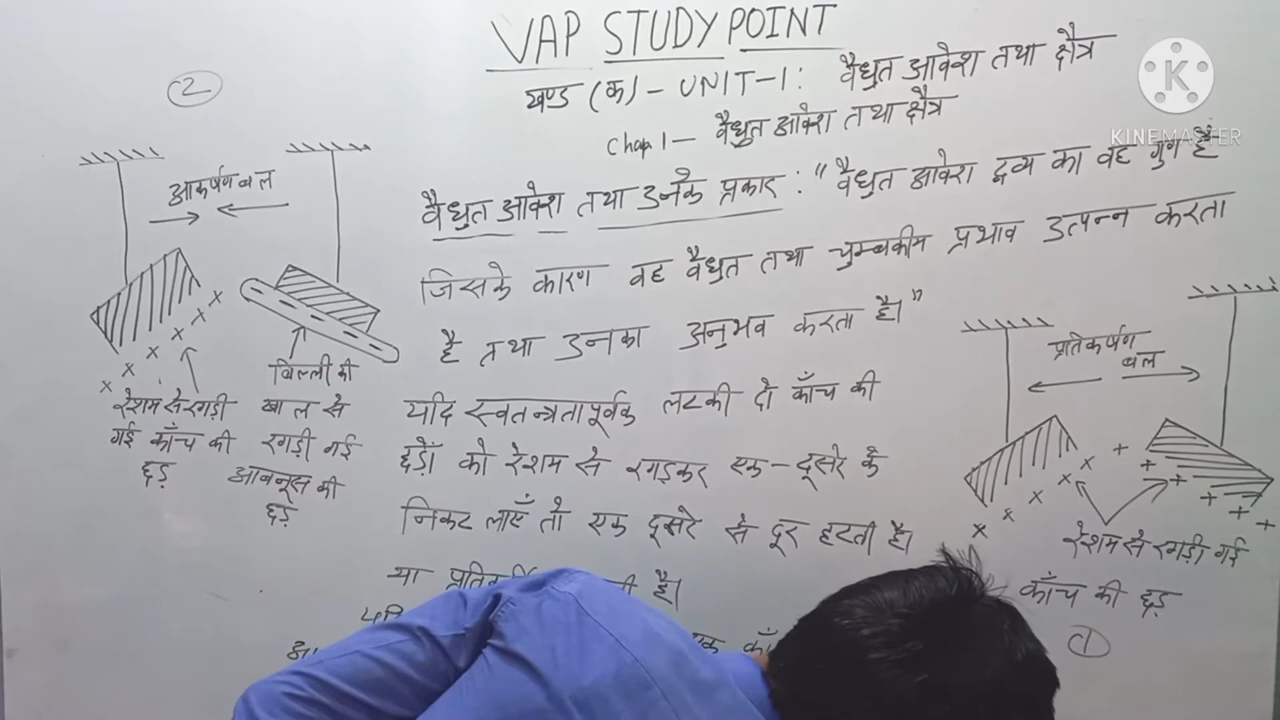 VAP STUDY POINT
खण्ड (क) - UNIT-1: वैधुत आवेश तथा क्षैत्र
Chap 1- वैधुत आवेश तथा क्षैत्र
वैधुत आवेश तथा उनके प्रकार : "वैधुत आवेश द्रव्य का वह गुण है
जिसके कारण वह वैधुत तथा चुम्बकीय प्रभाव उत्पन्न करता
है तथा उनका अनुभव करता है।"
यदि स्वतन्त्रतापूर्वक लटकी दो काँच की
छड़ों को रेशम से रगड़कर एक-दूसरे के
निकट लाएँ तो एक दूसरे से दूर हटती है।
या
है।
2
आकर्षण बल
रेशम से रगड़ी
गई काँच की
छड़
बिल्ली की
खाल से
रगड़ी गई
आबनूस की
छड़
प्रतिकर्षण
बल
रेशम से रगड़ी गई
काँच की छड़
1
K
KINEMASTER